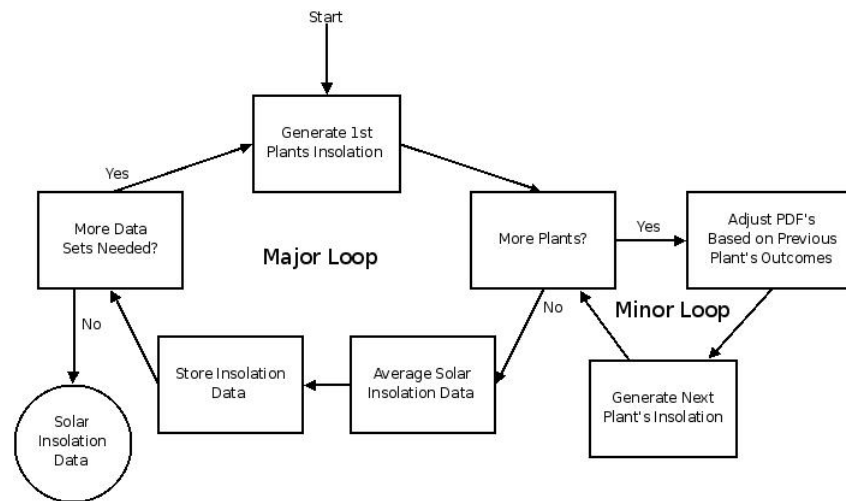 Start
Generate 1st
Plants Insolation
Yes
More Data
Sets Needed?
More Plants?
Yes
Adjust PDF's
Based on Previous
Plant's Outcomes
Major Loop
Minor Loop
No
No
Store Insolation
Data
Average Solar
Insolation Data
Generate Next
Plant's Insolation
Solar
Insolation
Data